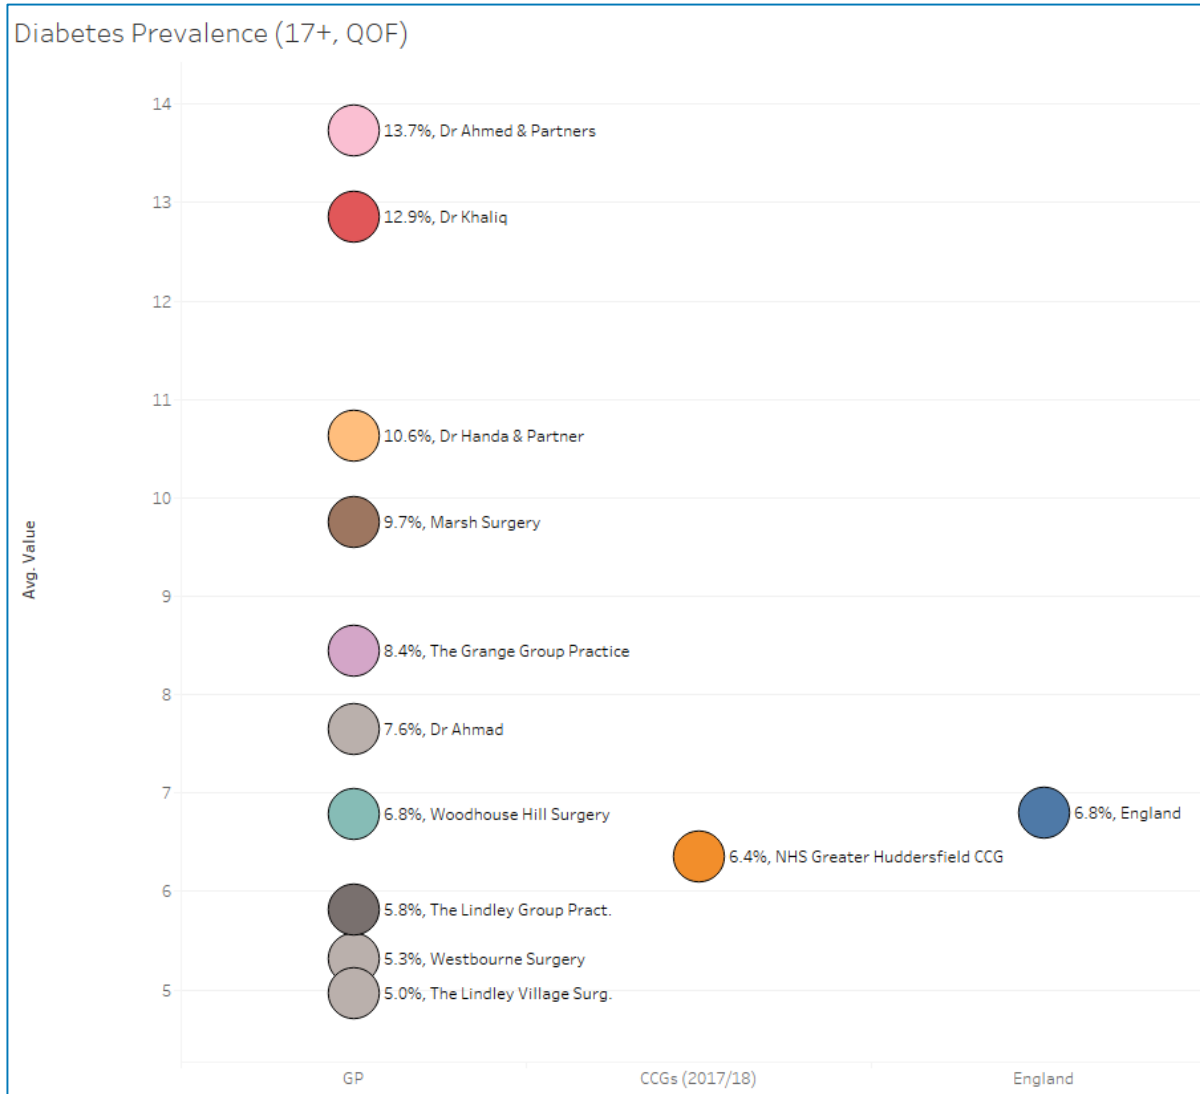 Diabetes Prevalence (17+, QOF)
Avg. Value
14
13
12
11
10
9
8
7
6
5
13.7%, Dr Ahmed & Partners
12.9%, Dr Khaliq
10.6%, Dr Handa & Partner
9.7%, Marsh Surgery
8.4%, The Grange Group Practice
7.6%, Dr Ahmad
6.8%, Woodhouse Hill Surgery
6.8%, England
6.4%, NHS Greater Huddersfield CCG
5.8%, The Lindley Group Pract.
5.3%, Westbourne Surgery
5.0%, The Lindley Village Surg.
GP
CCGs (2017/18)
England